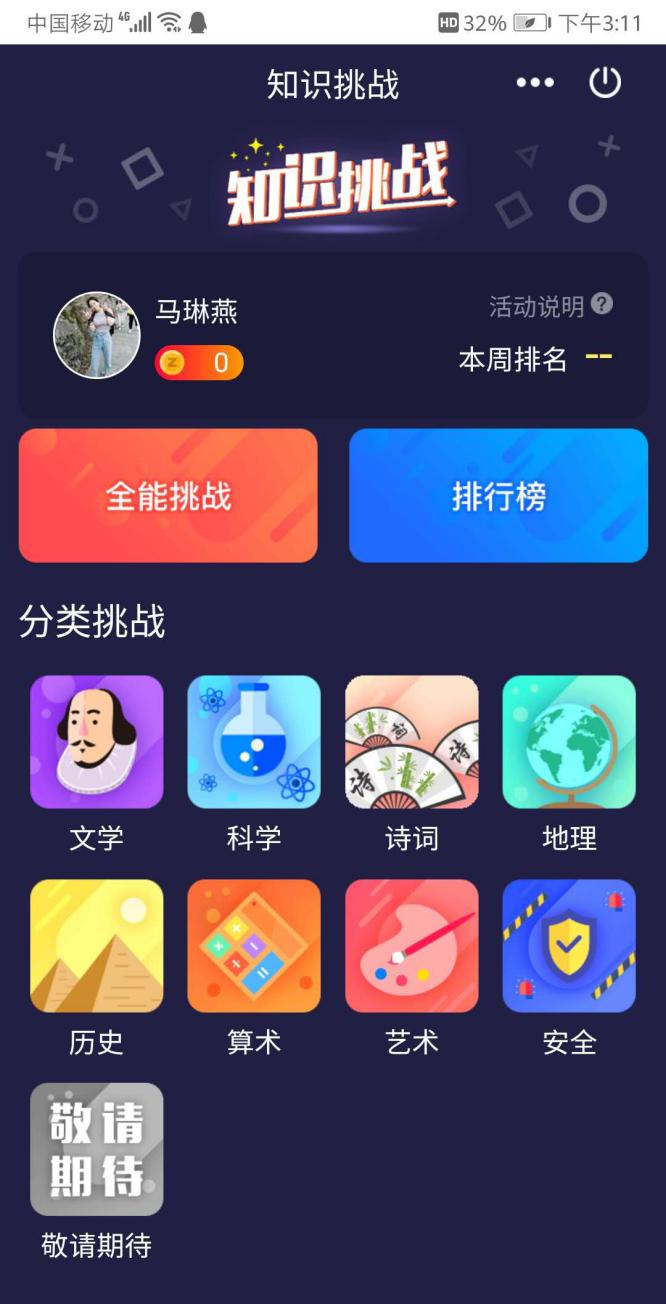 中国移动 4G HD 32% 下午3:11
知识挑战
知识挑战
马琳燕 活动说明 ?
Z 0 本周排名 --
全能挑战 排行榜
分类挑战
诗 词 诗
文学 科学 诗词 地理
历史 算术 艺术 安全
敬请
期待
敬请期待